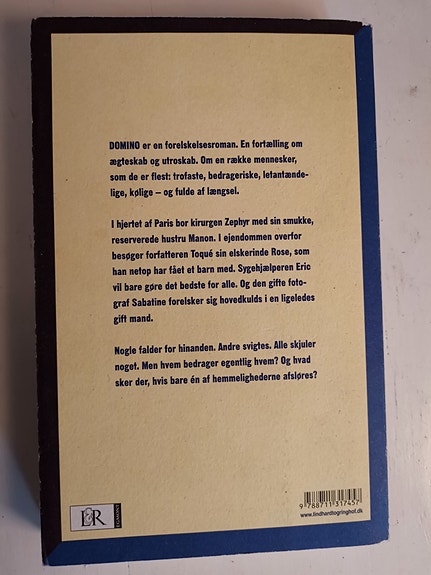 DOMINO er en forelskelsesroman. En fortælling om
ægteskab og utroskab. Om en række mennesker,
som de er flest: trofaste, bedrageriske, letantænde-
lige, kølige – og fulde af længsel.
I hjertet af Paris bor kirurgen Zephyr med sin smukke,
reserverede hustru Manon. I ejendommen overfor
besøger forfatteren Toqué sin elskerinde Rose, som
han netop har fået et barn med. Sygehjælperen Eric
vil bare gøre det bedste for alle. Og den gifte foto-
graf Sabatine forelsker sig hovedkulds i en ligeledes
gift mand.
Nogle falder for hinanden. Andre svigtes. Alle skjuler
noget. Men hvem bedrager egentlig hvem? Og hvad
sker der, hvis bare én af hemmelighederne afsløres?
L&R
EGMONT
9 788711 317457
www.lindhardtogringhof.dk